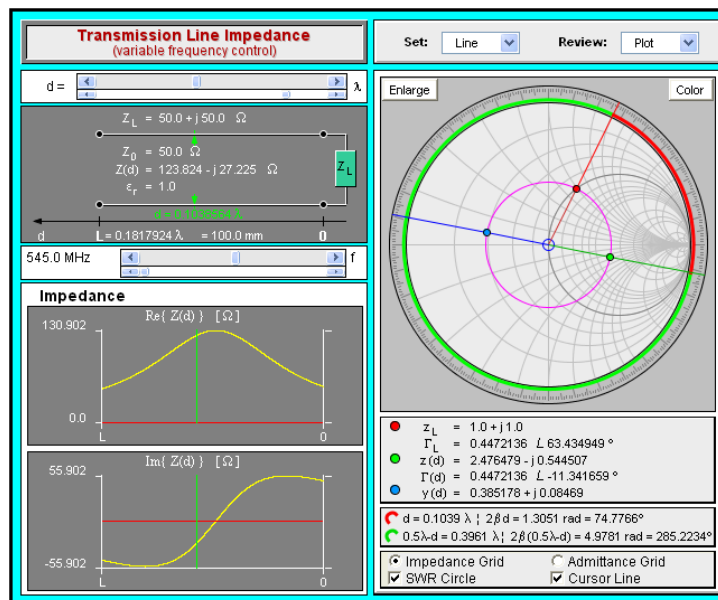 Transmission Line Impedance
(variable frequency control)
Set: Line
Review: Plot
d = λ
Z_L = 50.0 + j 50.0 Ω
Z_0 = 50.0 Ω
Z(d) = 123.824 - j 27.225 Ω
ε_r = 1.0
Z_L
d = 0.1038564 λ
d
L = 0.1817924 λ = 100.0 mm
0
545.0 MHz f
Impedance
Re{ Z(d) } [Ω]
130.902
0.0
L
0
Im{ Z(d) } [Ω]
55.902
-55.902
L
0
Enlarge
Color
z_L = 1.0 + j 1.0
Γ_L = 0.4472136 ∠ 63.434949 º
z(d) = 2.476479 - j 0.544507
Γ(d) = 0.4472136 ∠ -11.341659 º
y(d) = 0.385178 + j 0.08469
d = 0.1039 λ ¦ 2βd = 1.3051 rad = 74.7766º
0.5λ-d = 0.3961 λ ¦ 2β(0.5λ-d) = 4.9781 rad = 285.2234º
Impedance Grid
Admittance Grid
SWR Circle
Cursor Line